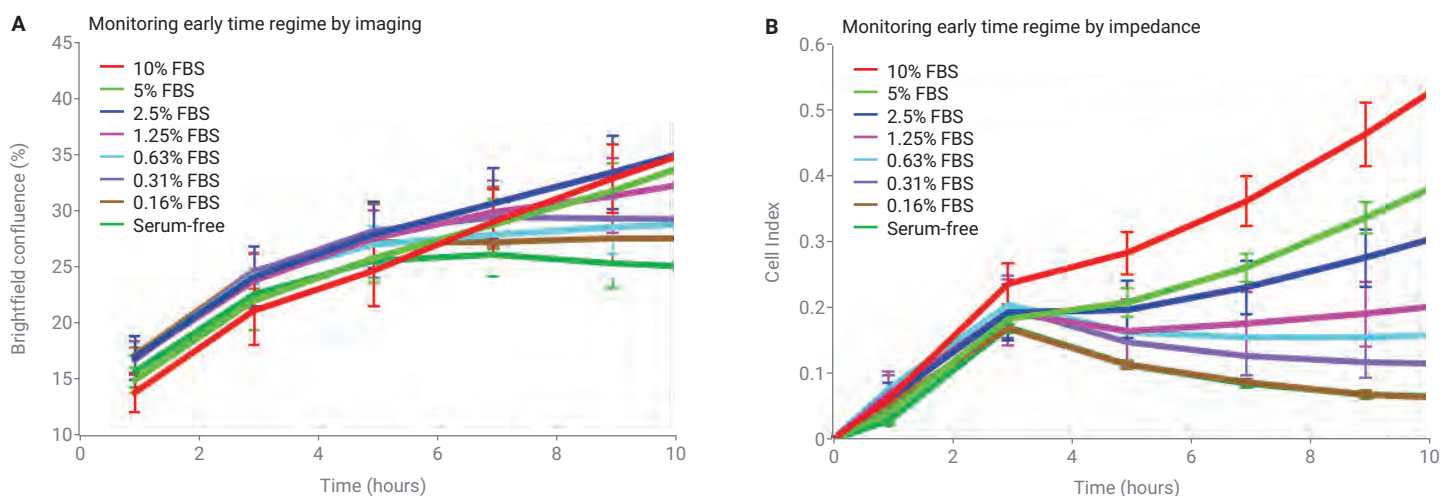 A
Monitoring early time regime by imaging
45
40
35
30
25
20
15
10
Brightfield confluence (%)
10% FBS
5% FBS
2.5% FBS
1.25% FBS
0.63% FBS
0.31% FBS
0.16% FBS
Serum-free
0 2 4 6 8 10
Time (hours)
B
Monitoring early time regime by impedance
0.6
0.5
0.4
0.3
0.2
0.1
0
Cell Index
10% FBS
5% FBS
2.5% FBS
1.25% FBS
0.63% FBS
0.31% FBS
0.16% FBS
Serum-free
0 2 4 6 8 10
Time (hours)